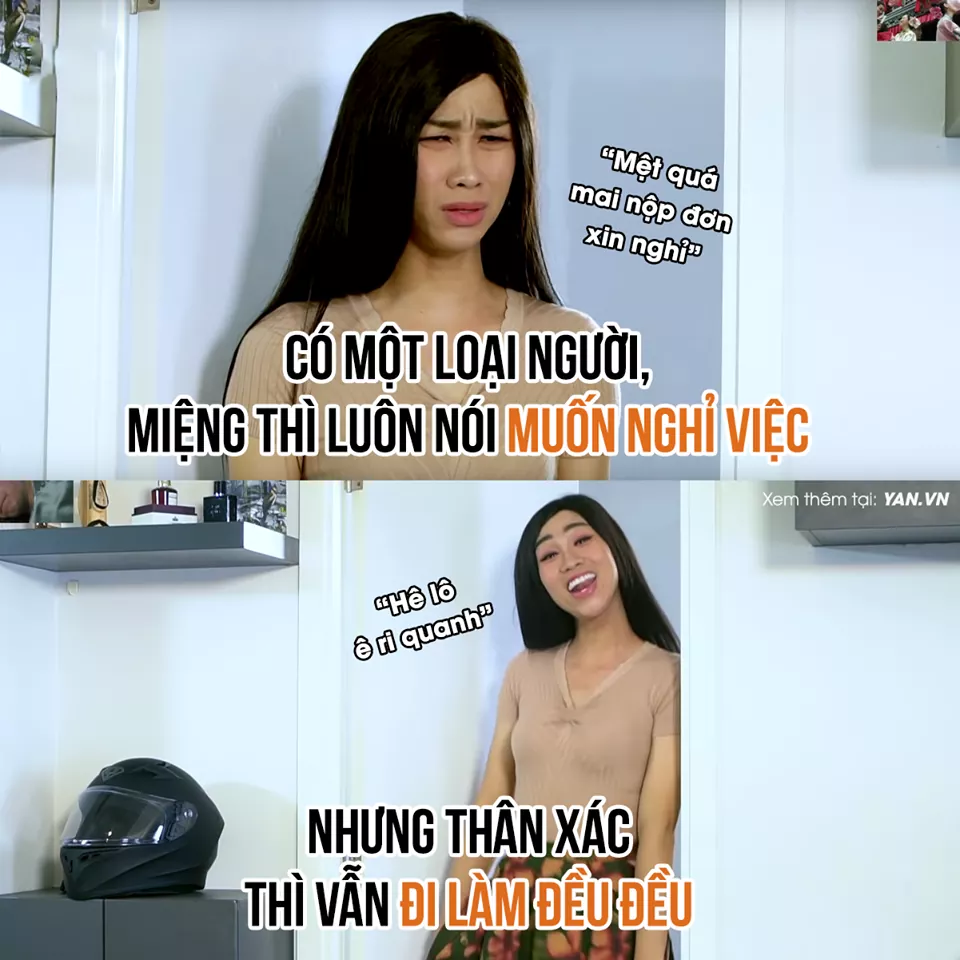 “Mệt quá
mai nộp đơn
xin nghỉ”
CÓ MỘT LOẠI NGƯỜI,
MIỆNG THÌ LUÔN NÓI MUỐN NGHỈ VIỆC
Xem thêm tại: YAN.VN
“Hê lô
ê ri quanh”
NHƯNG THÂN XÁC
THÌ VẪN ĐI LÀM ĐỀU ĐỀU